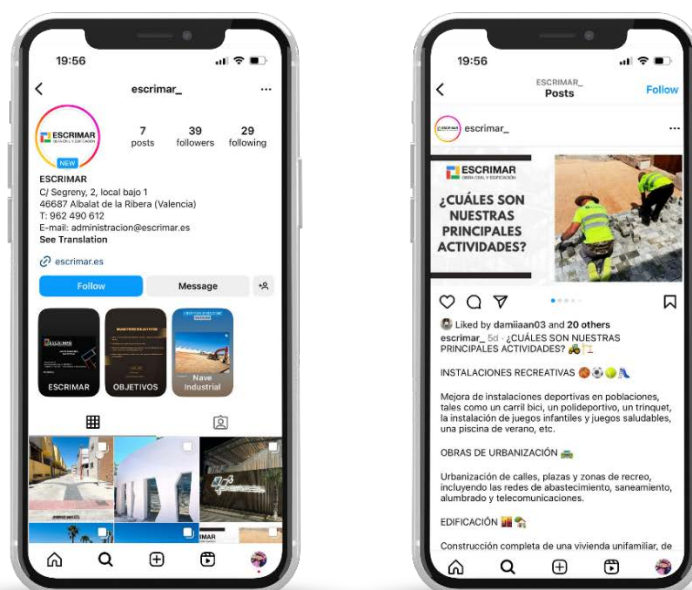 19:56
escrimar_
ESCRIMAR
NEW
7
posts
39
followers
29
following
ESCRIMAR
C/ Segreny, 2, local bajo 1
46687 Albalat de la Ribera (Valencia)
T: 962 490 612
E-mail: administracion@escrimar.es
See Translation
escrimar.es
Follow
Message
ESCRIMAR
OBJETIVOS
Nave
Industrial
19:56
ESCRIMAR_
Posts
Follow
escrimar_
ESCRIMAR
OBRA CIVIL Y EDIFICACIÓN
¿CUÁLES SON
NUESTRAS
PRINCIPALES
ACTIVIDADES?
Liked by damiiaan03 and 20 others
escrimar_ 5d · ¿CUÁLES SON NUESTRAS
PRINCIPALES ACTIVIDADES? 🚜🏗️
INSTALACIONES RECREATIVAS 🏀⚽🎾🛝
Mejora de instalaciones deportivas en poblaciones,
tales como un carril bici, un polideportivo, un trinquet,
la instalación de juegos infantiles y juegos saludables,
una piscina de verano, etc.
OBRAS DE URBANIZACIÓN 🛣️
Urbanización de calles, plazas y zonas de recreo,
incluyendo las redes de abastecimiento, saneamiento,
alumbrado y telecomunicaciones.
EDIFICACIÓN 🌇🏡
Construcción completa de una vivienda unifamiliar, de